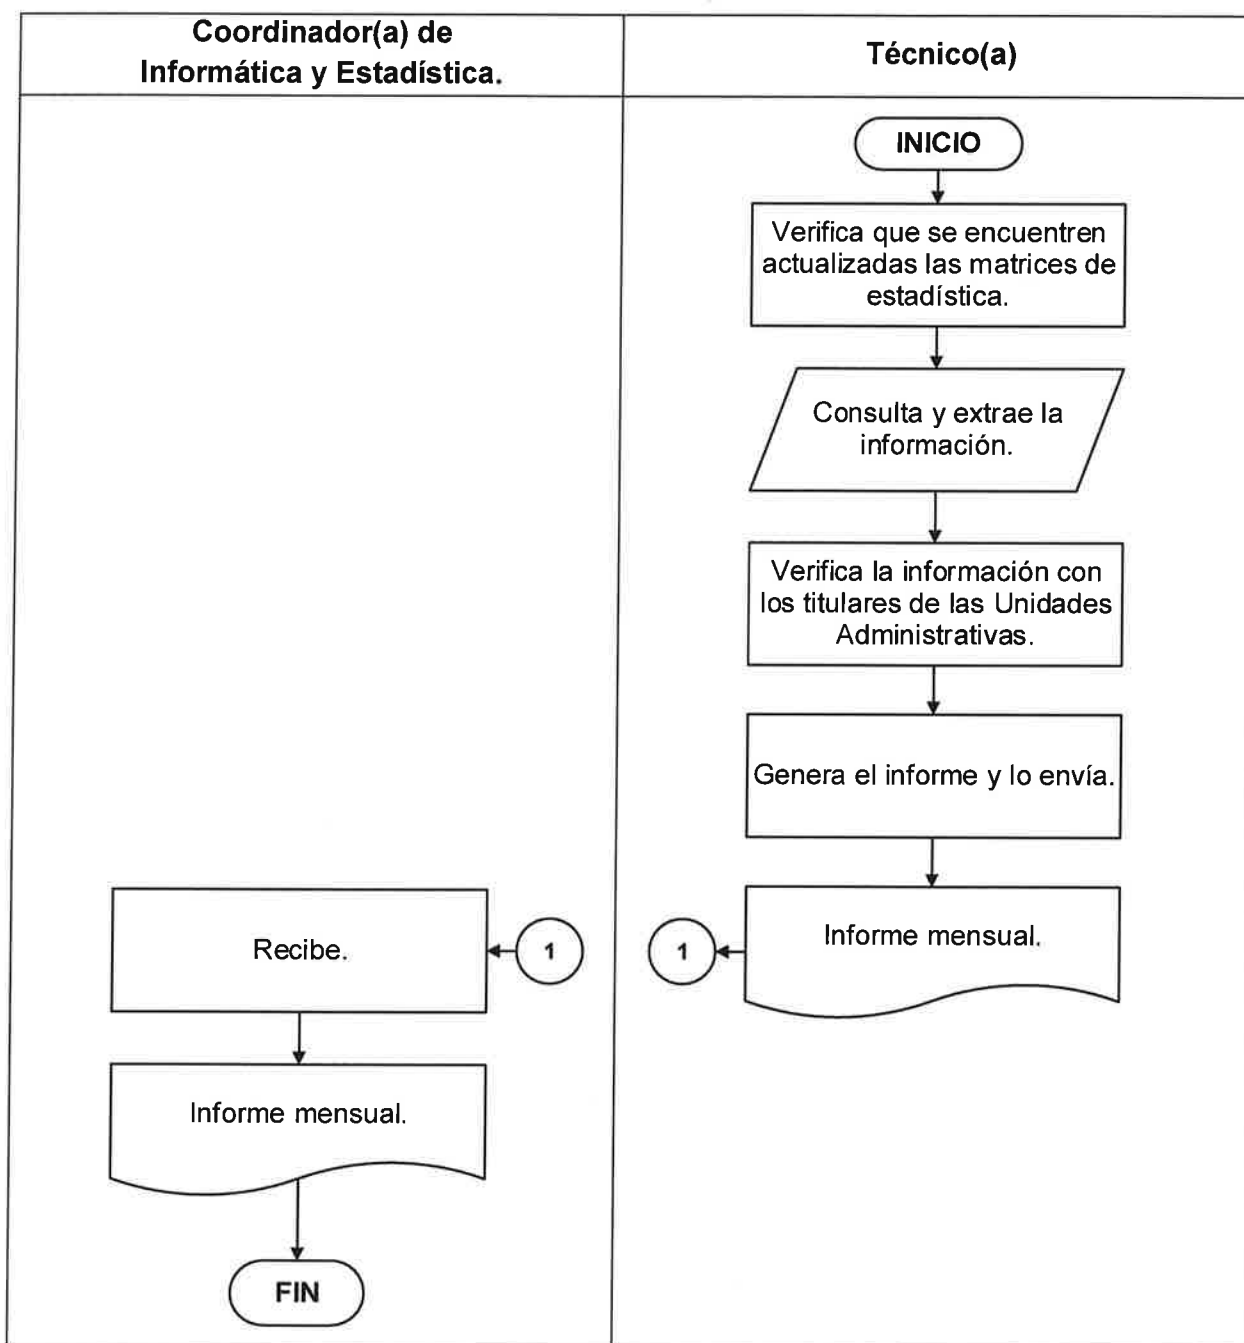 Coordinador(a) de
Informática y Estadística.
Técnico(a)
INICIO
Verifica que se encuentren
actualizadas las matrices de
estadística.
Consulta y extrae la
información.
Verifica la información con
los titulares de las Unidades
Administrativas.
Genera el informe y lo envía.
Informe mensual.
1
1
Recibe.
Informe mensual.
FIN